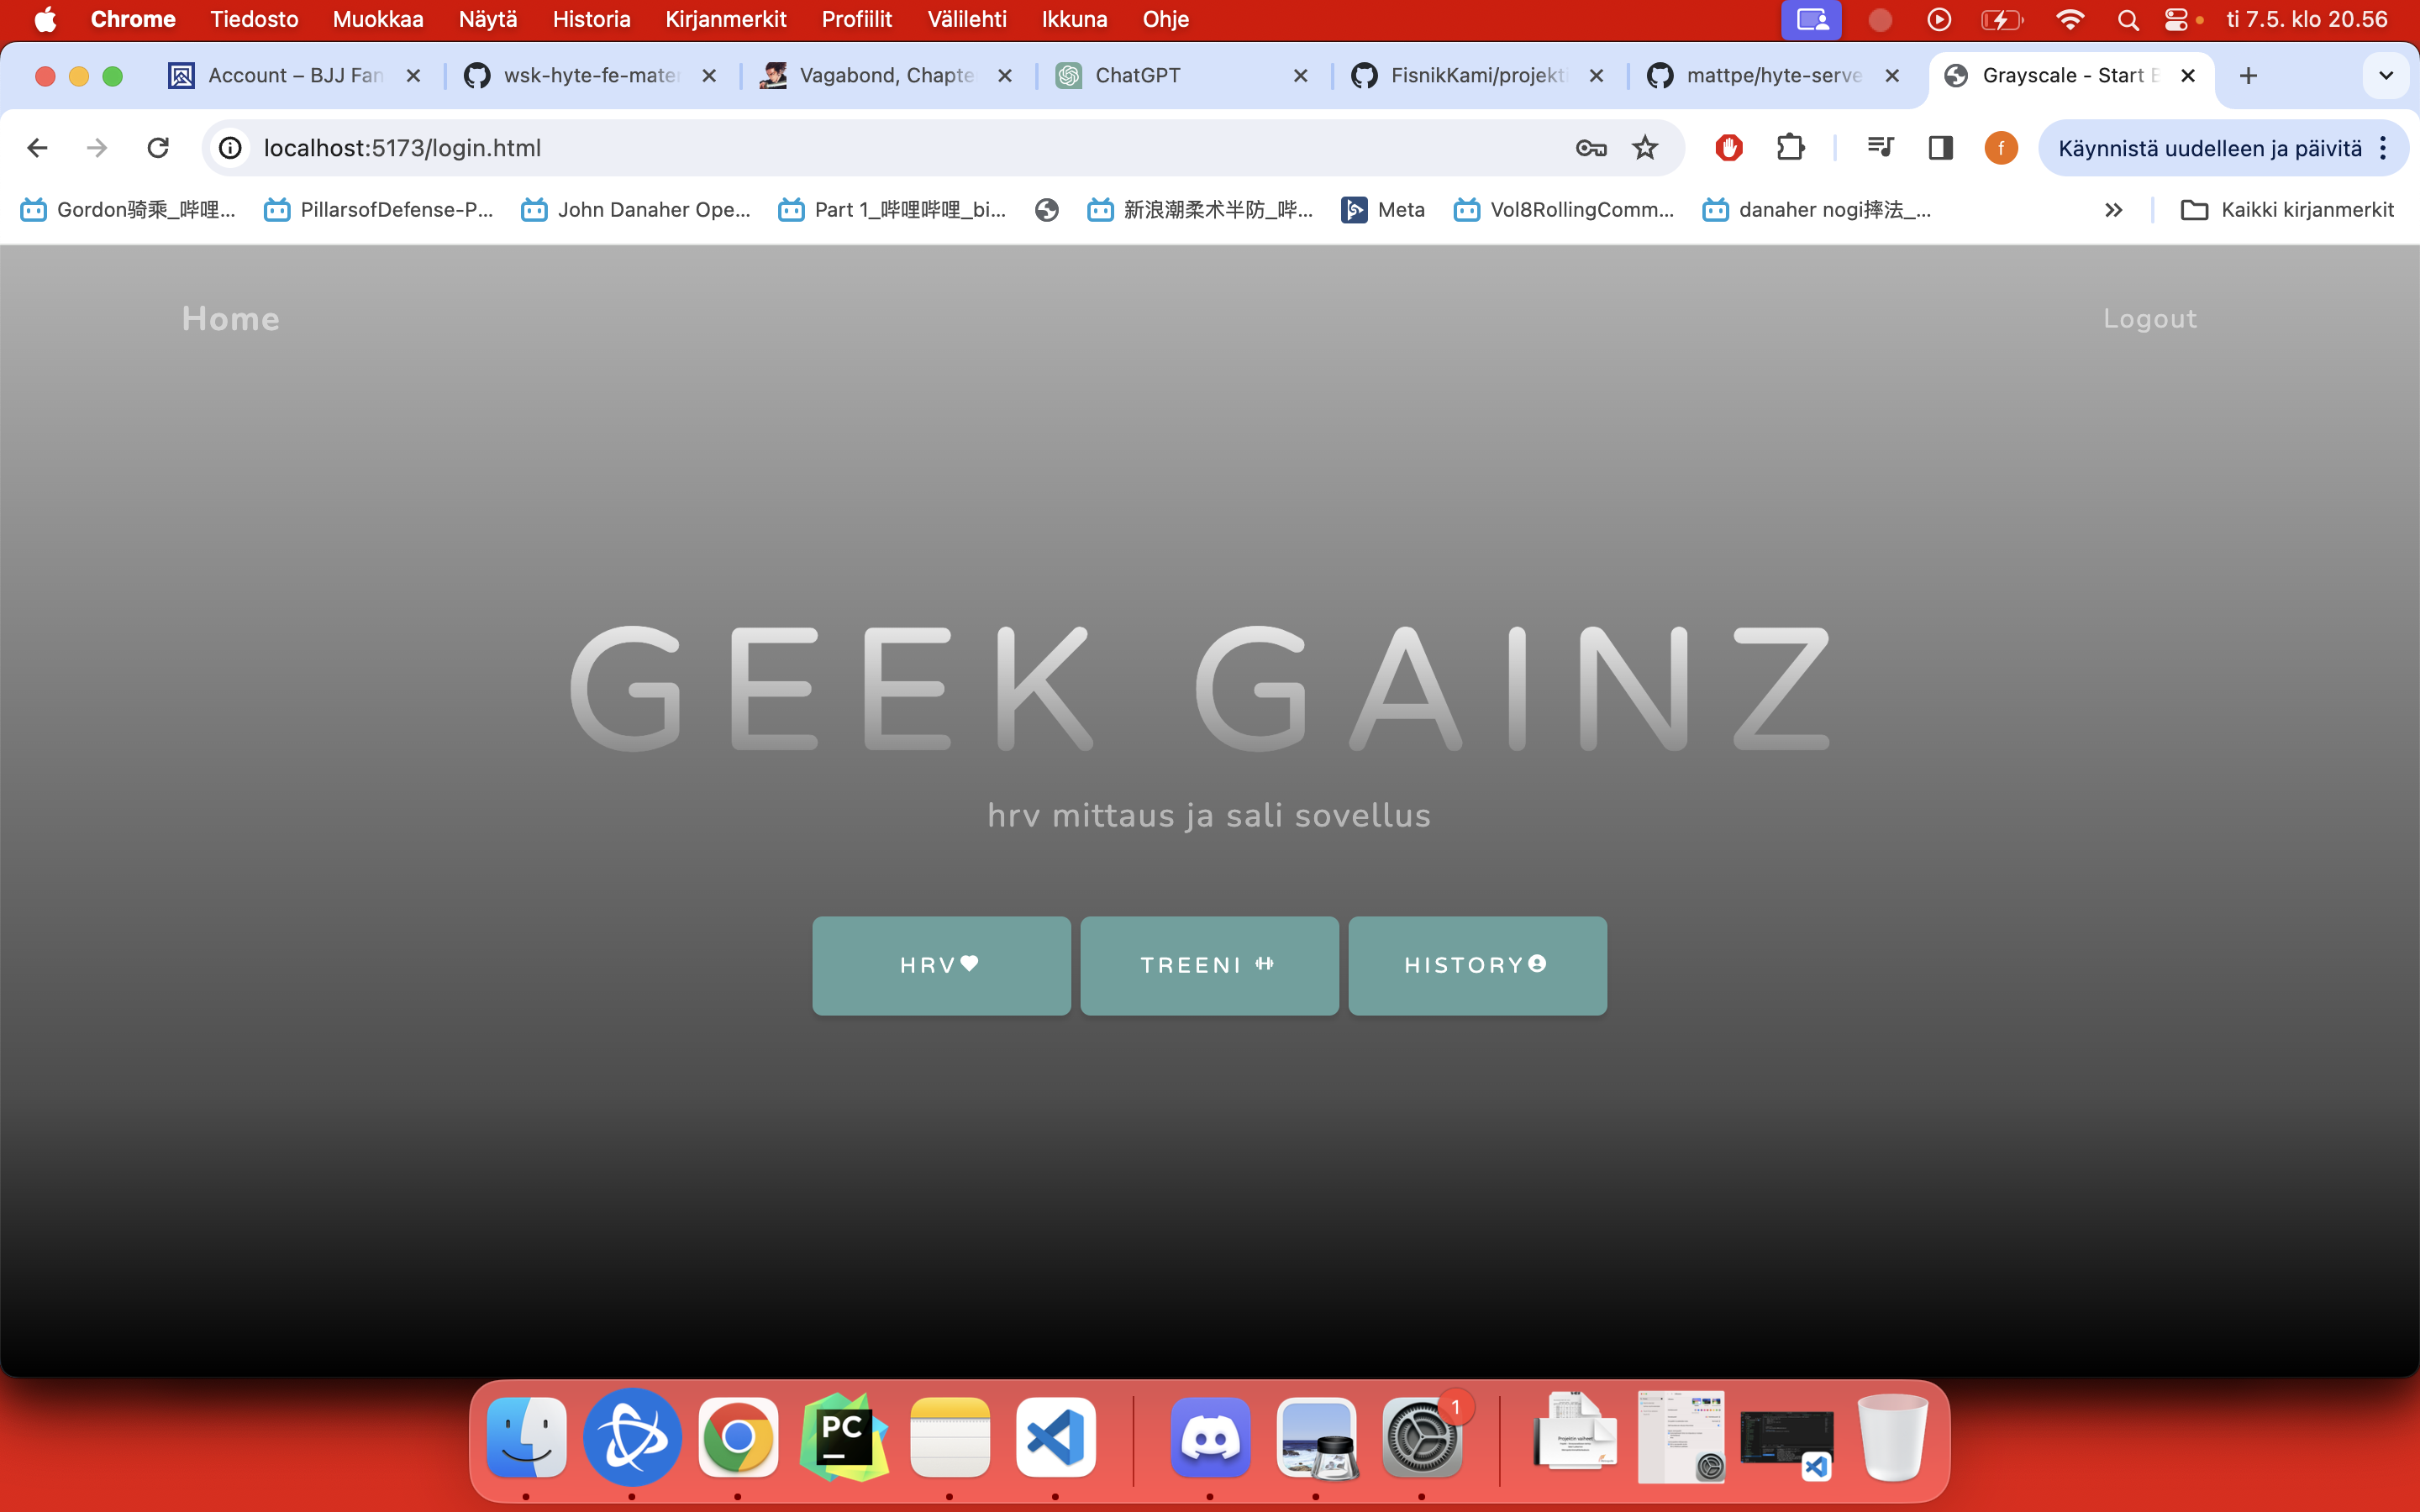 Chrome Tiedosto Muokkaa Näytä Historia Kirjanmerkit Profiilit Välilehti Ikkuna Ohje ti 7.5. klo 20.56
Account – BJJ Fan wsk-hyte-fe-mater Vagabond, Chapte ChatGPT FisnikKami/projekti mattpe/hyte-serve Grayscale - Start B
localhost:5173/login.html f Käynnistä uudelleen ja päivitä
Gordon骑乘_哔哩... PillarsofDefense-P... John Danaher Ope... Part 1_哔哩哔哩_bi... 新浪潮柔术半防_哔... Meta Vol8RollingComm... danaher nogi摔法_... Kaikki kirjanmerkit
Home Logout
GEEK GAINZ
hrv mittaus ja sali sovellus
HRV TREENI HISTORY
PC 1